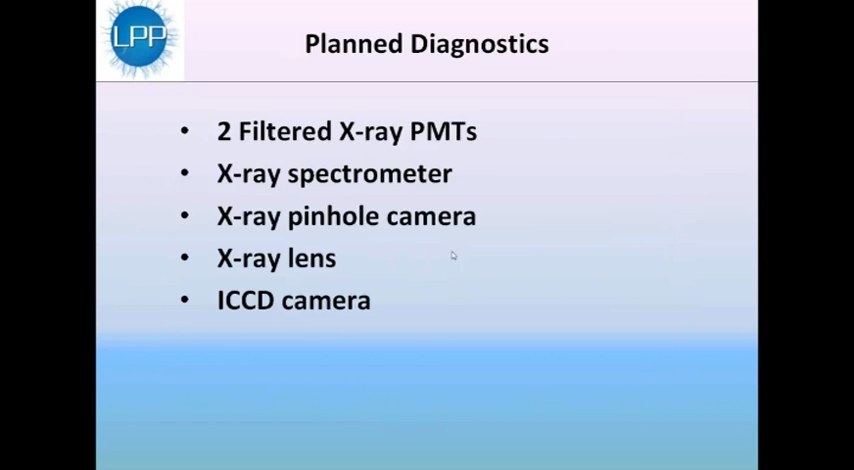 LPP
Planned Diagnostics
• 2 Filtered X-ray PMTs
• X-ray spectrometer
• X-ray pinhole camera
• X-ray lens
• ICCD camera